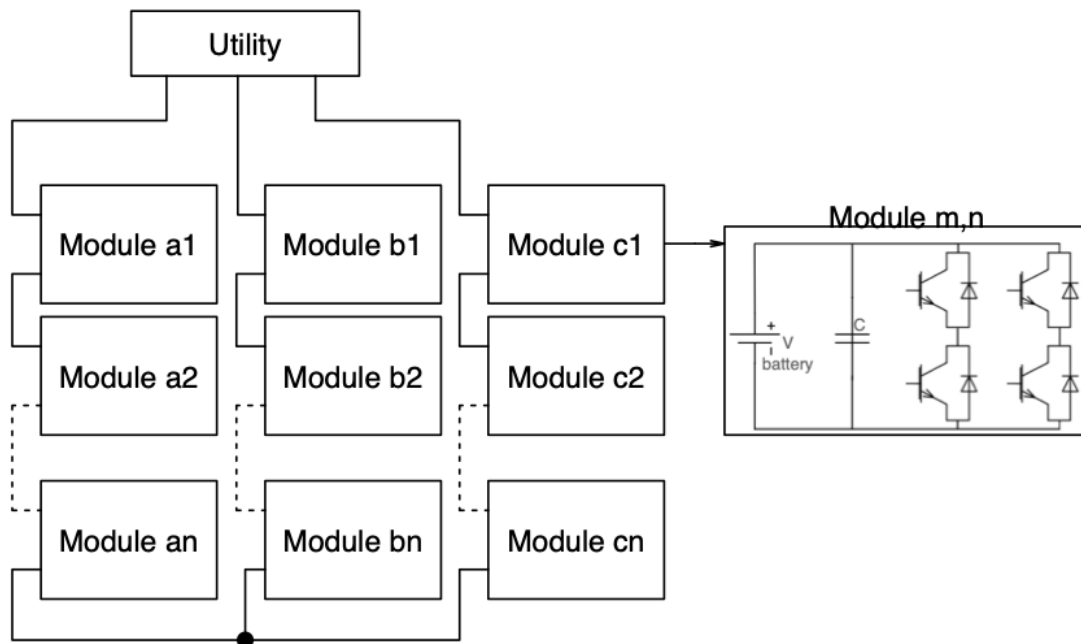 Utility
Module a1
Module b1
Module c1
Module m,n
Module a2
Module b2
Module c2
+
V
-
battery
C
Module an
Module bn
Module cn